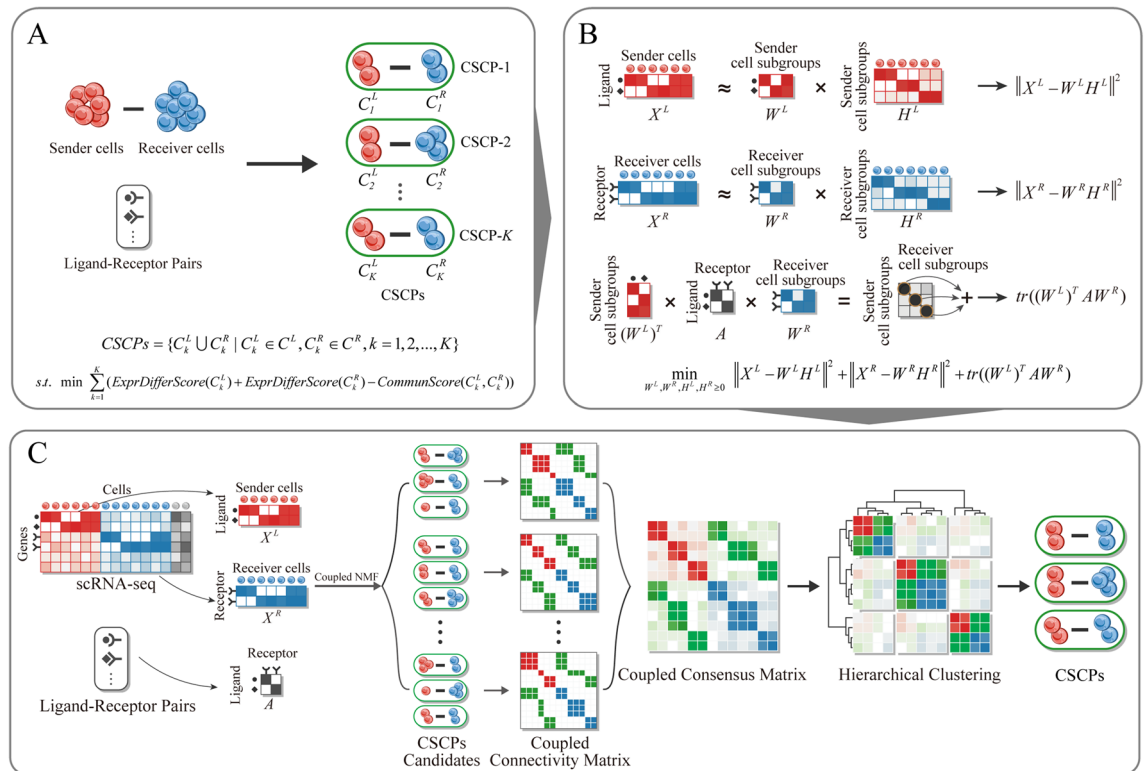 A
Sender cells
Receiver cells
Ligand-Receptor Pairs
C_1^L C_1^R
CSCP-1
C_2^L C_2^R
CSCP-2
C_K^L C_K^R
CSCP-K
CSCPs
CSCPs = {C_k^L ∪ C_k^R | C_k^L ∈ C^L, C_k^R ∈ C^R, k = 1, 2, ..., K}
s.t. min ∑_{k=1}^{K} (ExprDifferScore(C_k^L) + ExprDifferScore(C_k^R) − CommunScore(C_k^L, C_k^R))
B
Sender cells
Ligand
X^L
≈
Sender
cell subgroups
W^L
×
Sender
cell subgroups
H^L
‖X^L − W^L H^L‖^2
Receiver cells
Receptor
X^R
≈
Receiver
cell subgroups
W^R
×
Receiver
cell subgroups
H^R
‖X^R − W^R H^R‖^2
Sender
cell subgroups
(W^L)^T
×
Receptor
Ligand
A
×
Receiver
cell subgroups
W^R
=
Receiver
cell subgroups
Sender
cell subgroups
+
tr((W^L)^T AW^R)
min_{W^L,W^R,H^L,H^R≥0} ‖X^L − W^L H^L‖^2 + ‖X^R − W^R H^R‖^2 + tr((W^L)^T AW^R)
C
Cells
Genes
scRNA-seq
Ligand-Receptor Pairs
Sender cells
Ligand
X^L
Receiver cells
Receptor
X^R
Receptor
Ligand
A
Coupled NMF
CSCPs
Candidates
Coupled
Connectivity Matrix
Coupled Consensus Matrix
Hierarchical Clustering
CSCPs